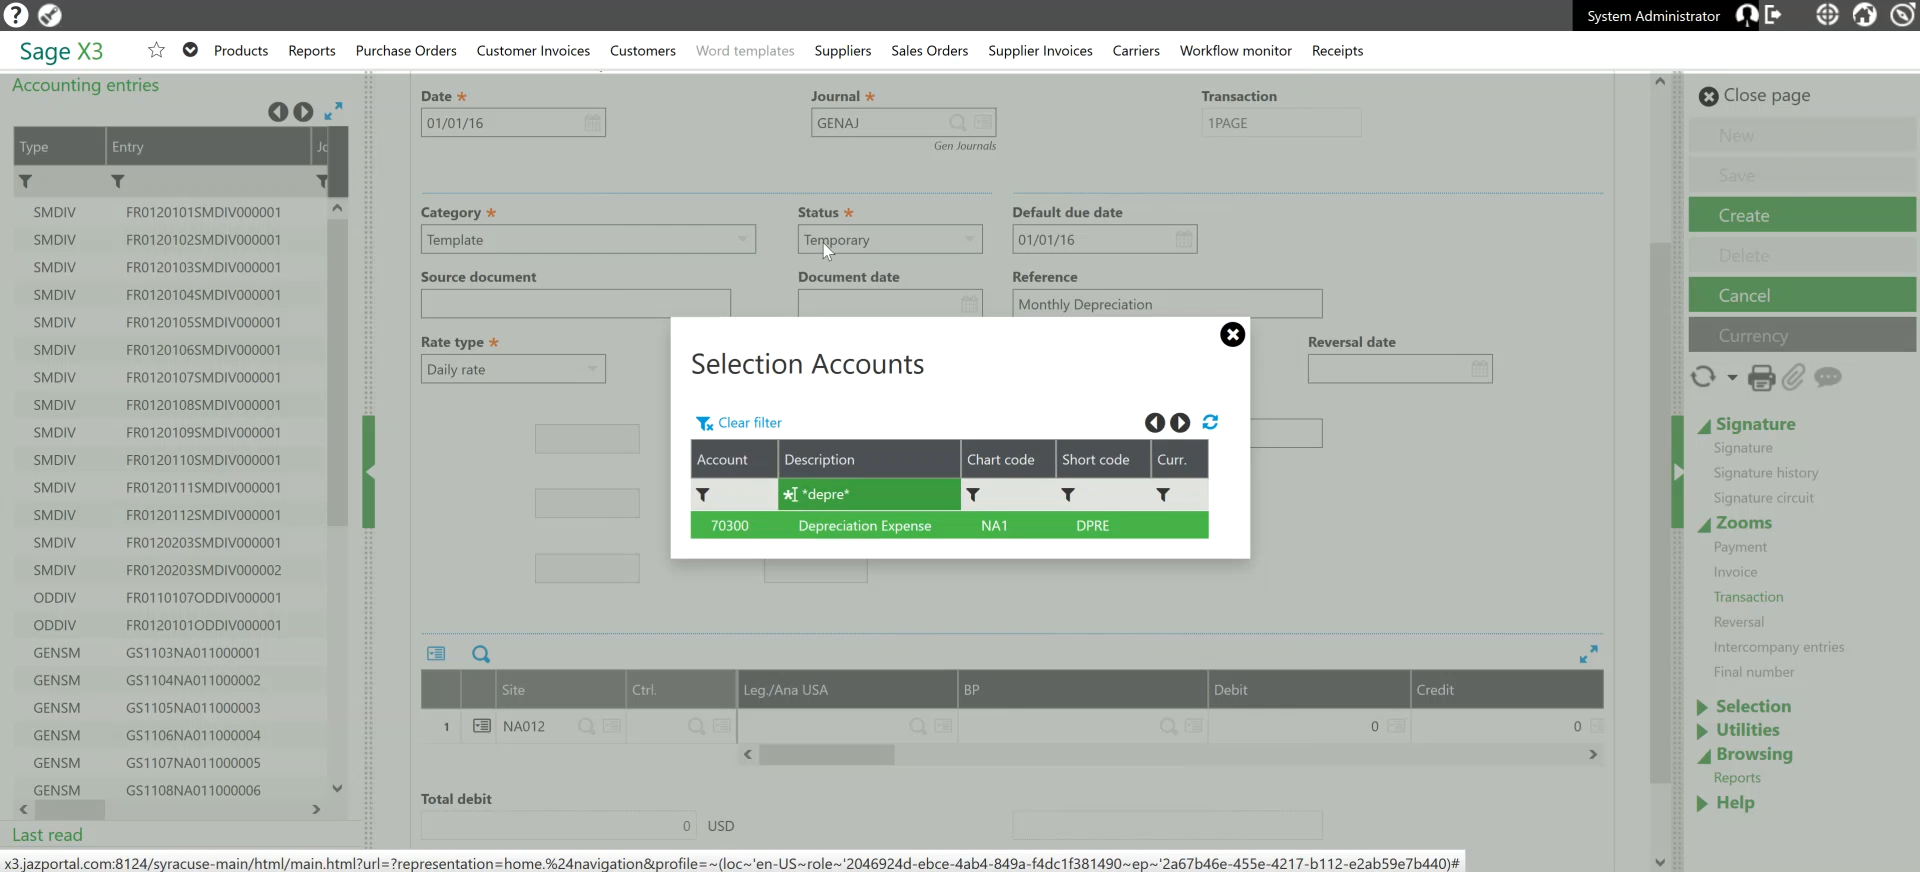 ?
System Administrator
Sage X3
Products Reports Purchase Orders Customer Invoices Customers Word templates Suppliers Sales Orders Supplier Invoices Carriers Workflow monitor Receipts
Accounting entries
Type Entry Jo
SMDIV FR0120101SMDIV000001
SMDIV FR0120102SMDIV000001
SMDIV FR0120103SMDIV000001
SMDIV FR0120104SMDIV000001
SMDIV FR0120105SMDIV000001
SMDIV FR0120106SMDIV000001
SMDIV FR0120107SMDIV000001
SMDIV FR0120108SMDIV000001
SMDIV FR0120109SMDIV000001
SMDIV FR0120110SMDIV000001
SMDIV FR0120111SMDIV000001
SMDIV FR0120112SMDIV000001
SMDIV FR0120203SMDIV000001
SMDIV FR0120203SMDIV000002
ODDIV FR0110107ODDIV000001
ODDIV FR0120101ODDIV000001
GENSM GS1103NA011000001
GENSM GS1104NA011000002
GENSM GS1105NA011000003
GENSM GS1106NA011000004
GENSM GS1107NA011000005
GENSM GS1108NA011000006
Last read
Date * Journal * Transaction
01/01/16 GENAJ 1PAGE
Gen Journals
Category * Status * Default due date
Template Temporary 01/01/16
Source document Document date Reference
Monthly Depreciation
Rate type * Reversal date
Daily rate
Selection Accounts
Clear filter
Account Description Chart code Short code Curr.
* *depre*
70300 Depreciation Expense NA1 DPRE
Site Ctrl. Leg./Ana USA BP Debit Credit
1 NA012 0 0
Total debit
0 USD
Close page
New
Save
Create
Delete
Cancel
Currency
Signature
Signature
Signature history
Signature circuit
Zooms
Payment
Invoice
Transaction
Reversal
Intercompany entries
Final number
Selection
Utilities
Browsing
Reports
Help
x3.jazportal.com:8124/syracuse-main/html/main.html?url=?representation=home.%24navigation&profile=~(loc~'en-US~role~'2046924d-ebce-4ab4-849a-f4dc1f381490~ep~'2a67b46e-455e-4217-b112-e2ab59e7b440)#